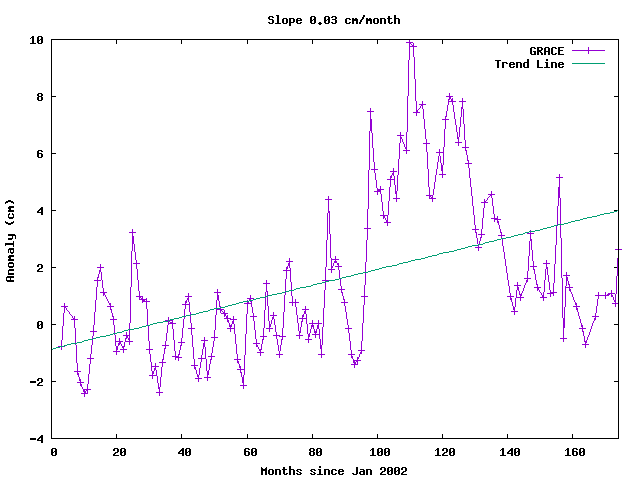 Slope 0.03 cm/month
GRACE
Trend Line
10
8
6
4
2
0
-2
-4
Anomaly (cm)
0 20 40 60 80 100 120 140 160
Months since Jan 2002